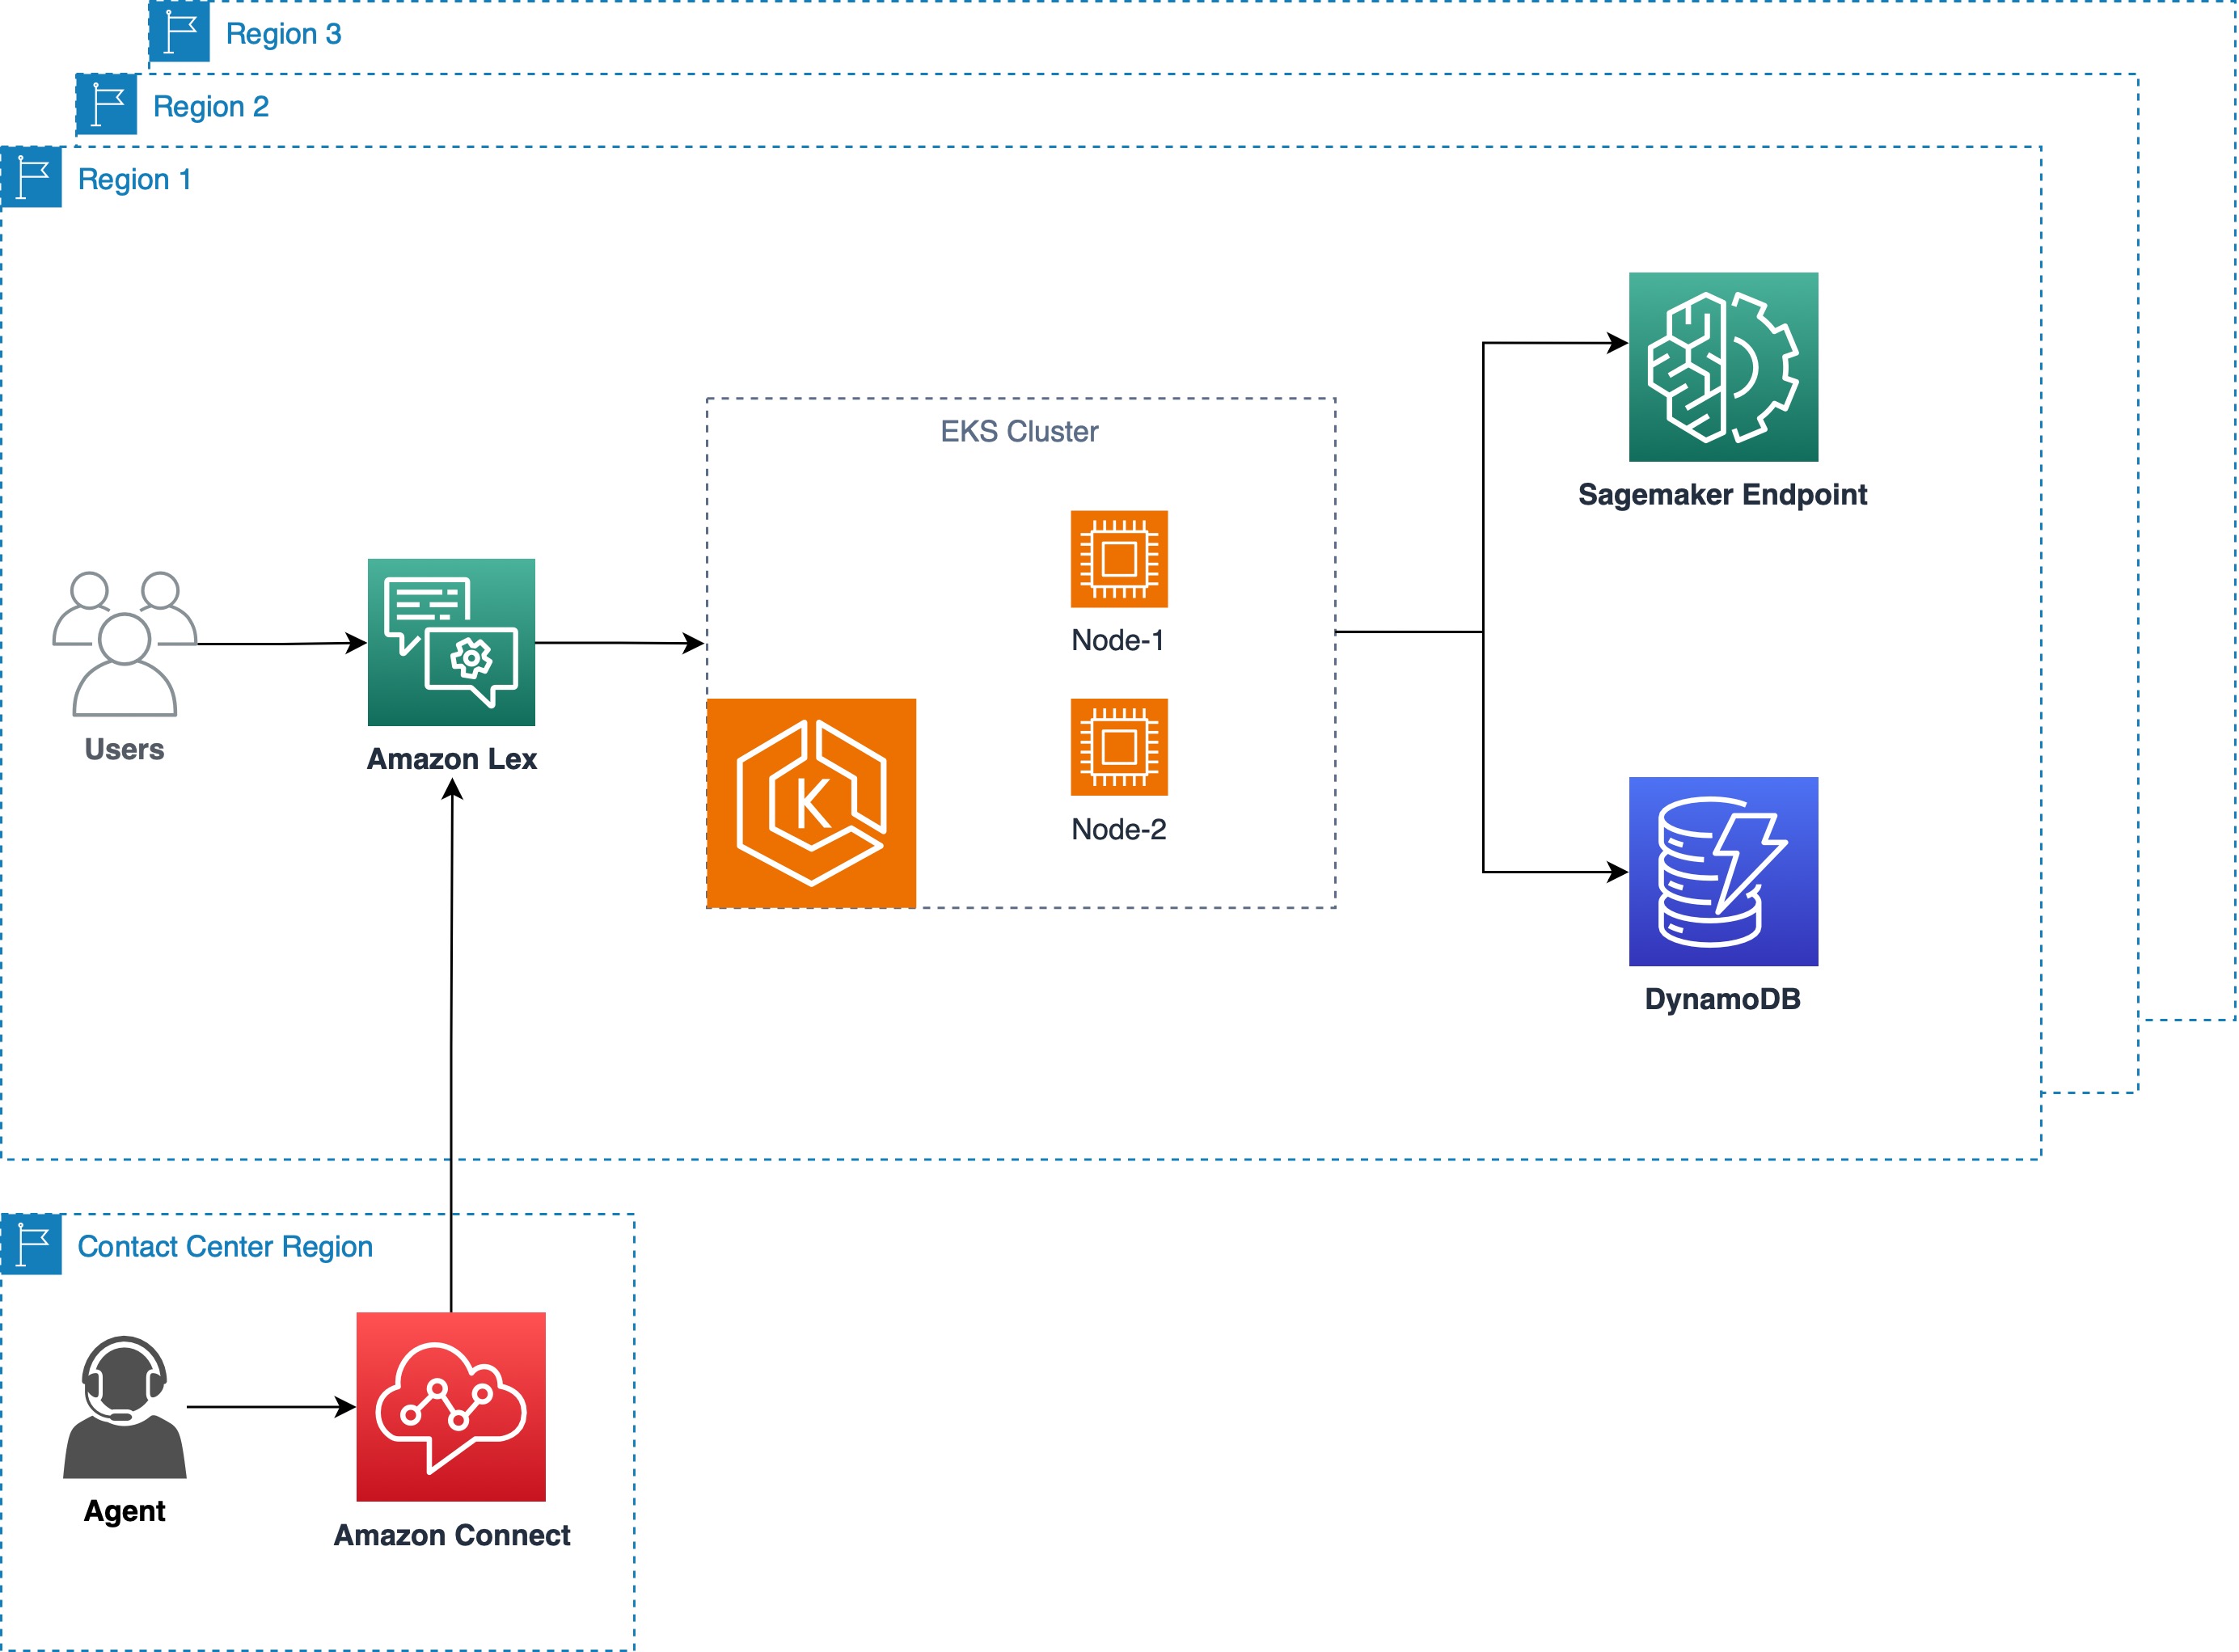 Region 3
Region 2
Region 1
EKS Cluster
Sagemaker Endpoint
Node-1
Users
Amazon Lex
K
Node-2
DynamoDB
Contact Center Region
Agent
Amazon Connect